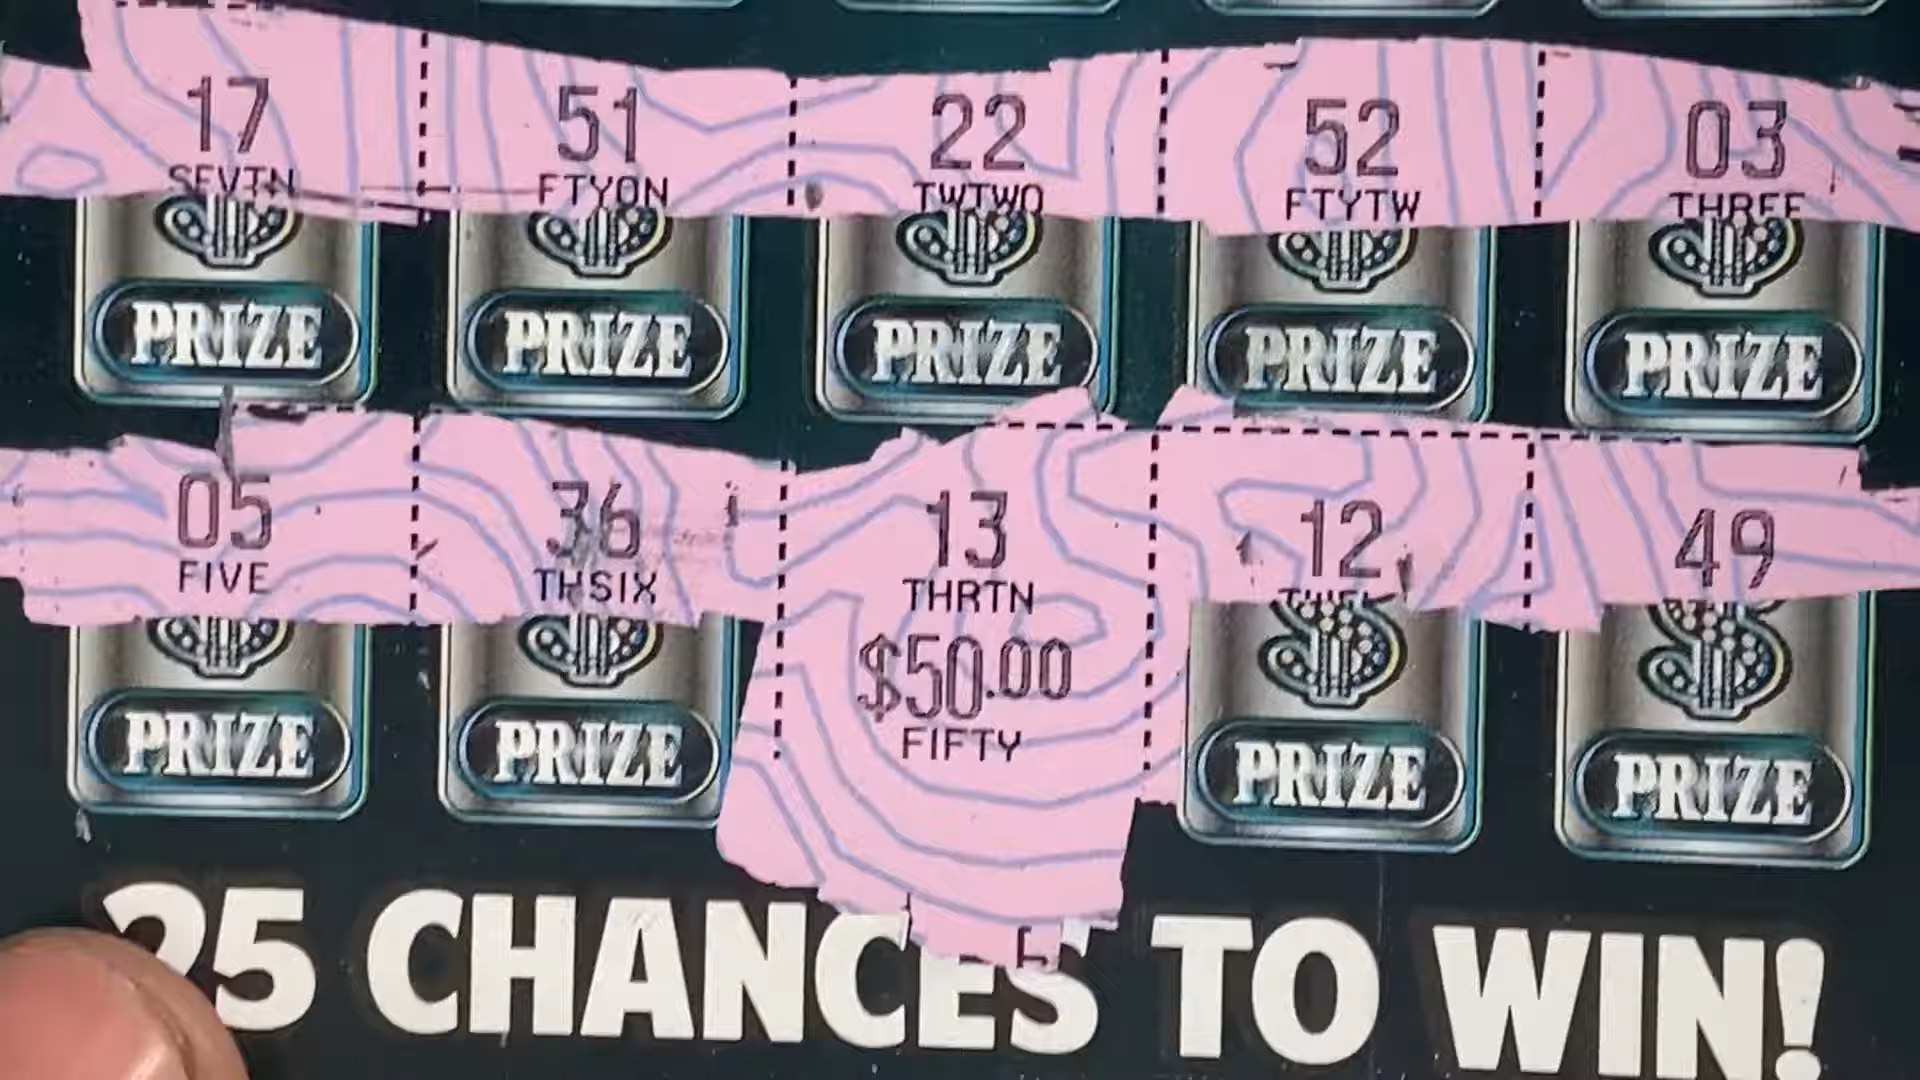 17 51 22 52 03
SEVTN FTYON TWTWO FTYTW THREE
PRIZE PRIZE PRIZE PRIZE PRIZE
05 36 13 12 49
FIVE THSIX THRTN
$50.00
FIFTY
PRIZE PRIZE PRIZE PRIZE
25 CHANCES TO WIN!